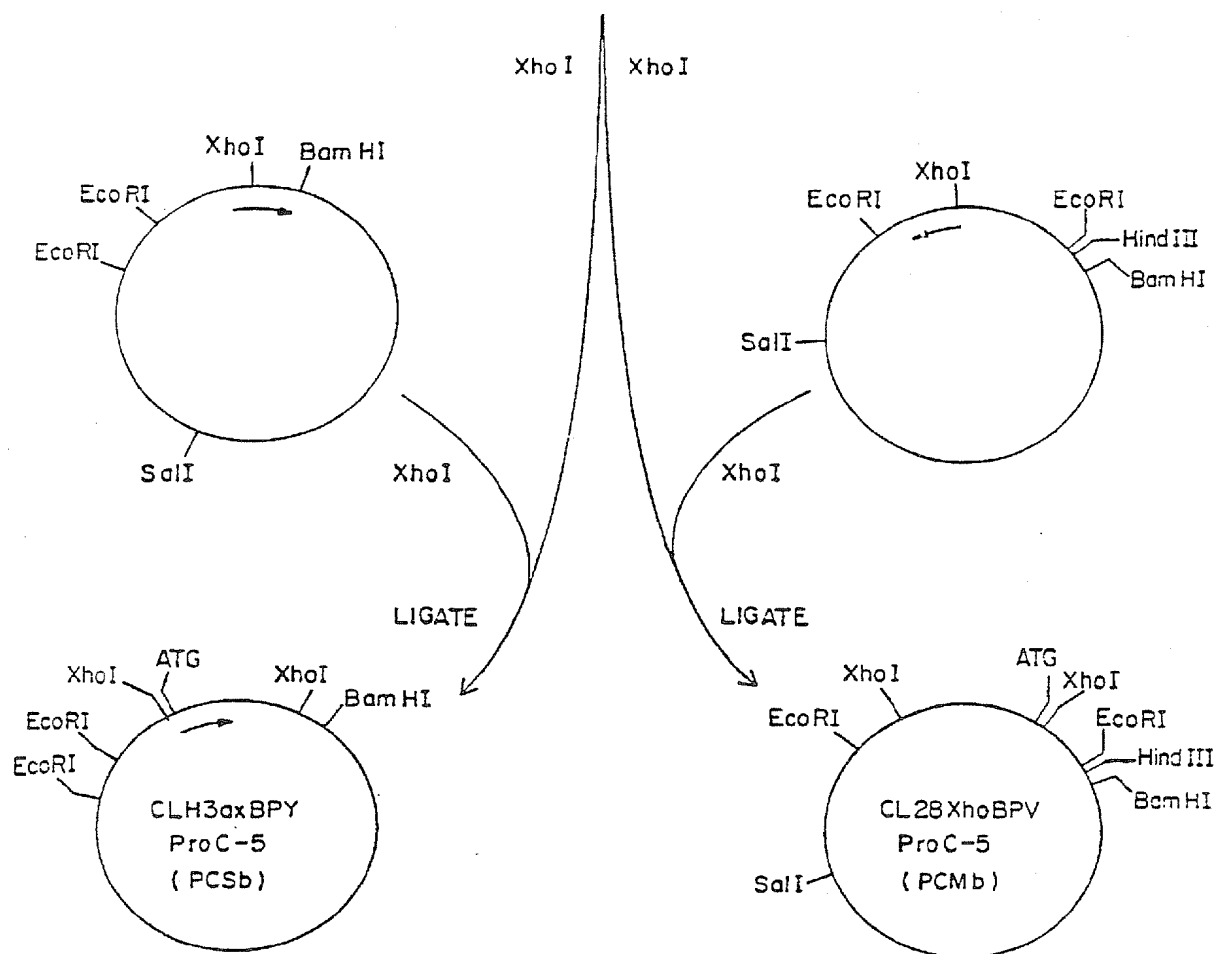 XhoI XhoI
XhoI
BamHI
EcoRI
EcoRI
SalI
XhoI
EcoRI
EcoRI
HindIII
BamHI
SalI
XhoI
XhoI
LIGATE
LIGATE
XhoI
ATG
XhoI
BamHI
EcoRI
EcoRI
CLH3axBPY
ProC-5
(PCSb)
XhoI
ATG
XhoI
EcoRI
EcoRI
HindIII
BamHI
SalI
CL28XhoBPV
ProC-5
(PCMb)